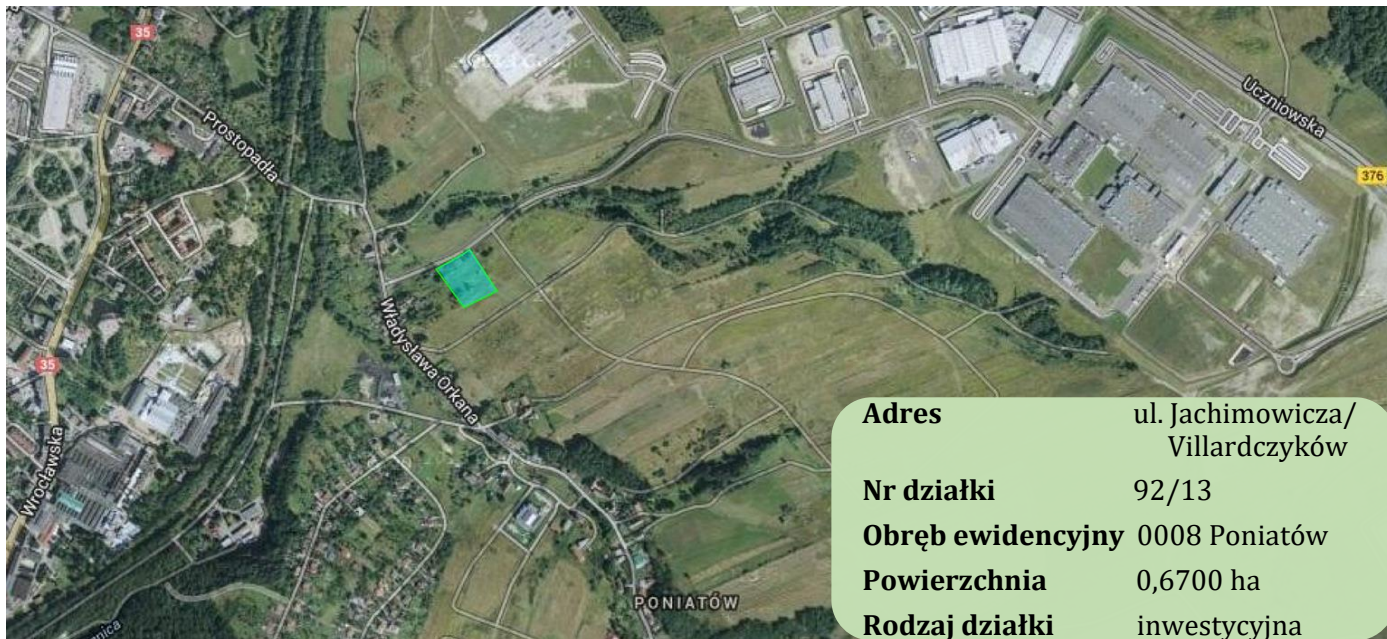 35
Prostopadła
Uczniowska
376
35
Władysława Orkana
Wrocławska
PONIATÓW
Adres ul. Jachimowicza/
Villardczyków
Nr działki 92/13
Obręb ewidencyjny 0008 Poniatów
Powierzchnia 0,6700 ha
Rodzaj działki inwestycyjna